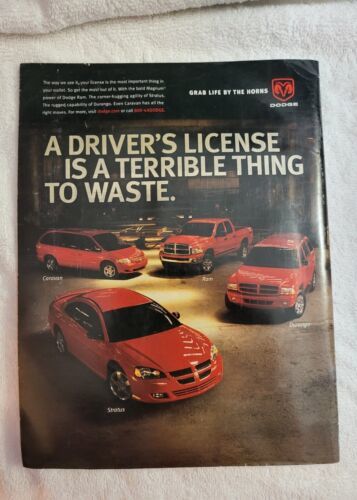 The way we see it, your license is the most important thing in
your wallet. So get the most out of it. With the bold Magnum®
power of Dodge Ram. The corner-hugging agility of Stratus.
The rugged capability of Durango. Even Caravan has all the
right moves. For more, visit dodge.com or call 800-4ADODGE.
GRAB LIFE BY THE HORNS
DODGE
A DRIVER'S LICENSE
IS A TERRIBLE THING
TO WASTE.
Caravan
Ram
Durango
Stratus